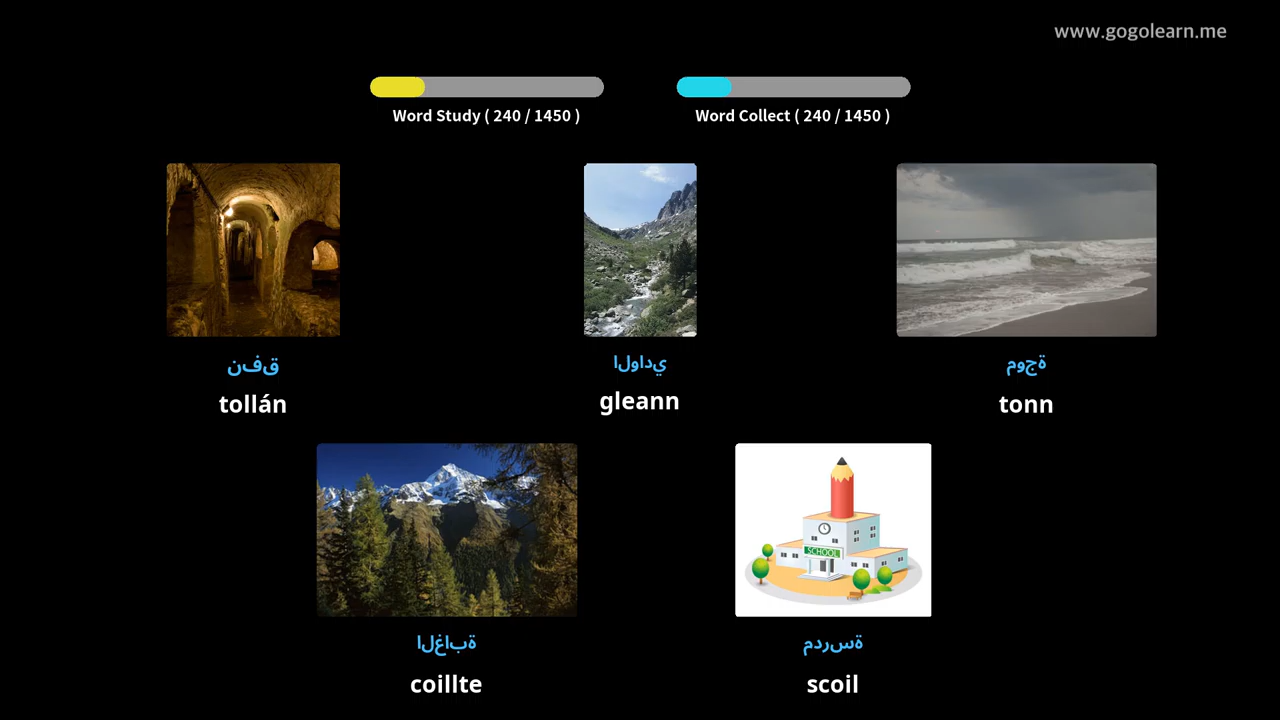 www.gogolearn.me
Word Study ( 240 / 1450 )
Word Collect ( 240 / 1450 )
نفق
tollán
الوادي
gleann
موجة
tonn
الغابة
coillte
SCHOOL
مدرسة
scoil